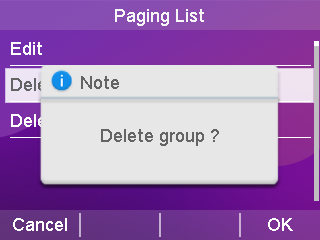 Paging List
Edit
Dele
Note
Delete group ?
Dele
Cancel
OK